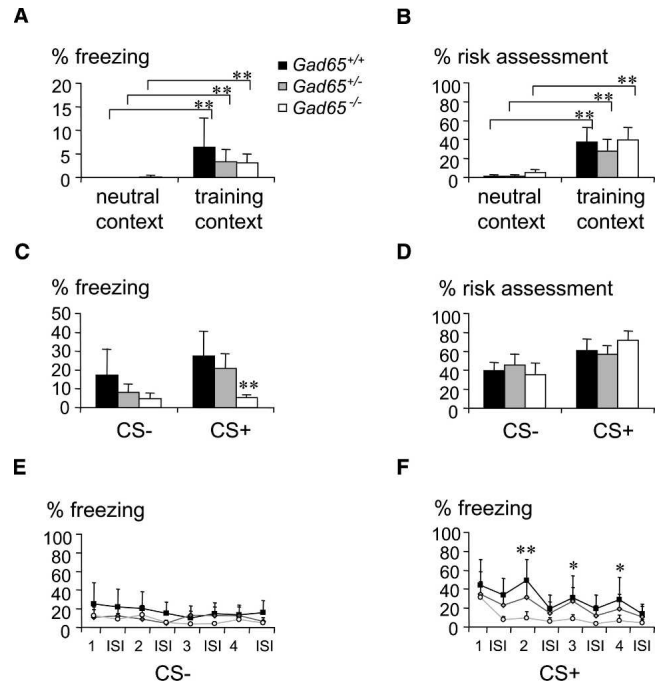 A
% freezing
20
15
10
5
0
**
**
**
neutral
context
training
context
Gad65+/+
Gad65+/-
Gad65-/-
B
% risk assessment
100
80
60
40
20
0
**
**
**
neutral
context
training
context
C
% freezing
50
40
30
20
10
0
**
CS-
CS+
D
% risk assessment
100
80
60
40
20
0
CS-
CS+
E
% freezing
100
80
60
40
20
0
1 ISI 2 ISI 3 ISI 4 ISI
CS-
F
% freezing
100
80
60
40
20
0
** * *
1 ISI 2 ISI 3 ISI 4 ISI
CS+